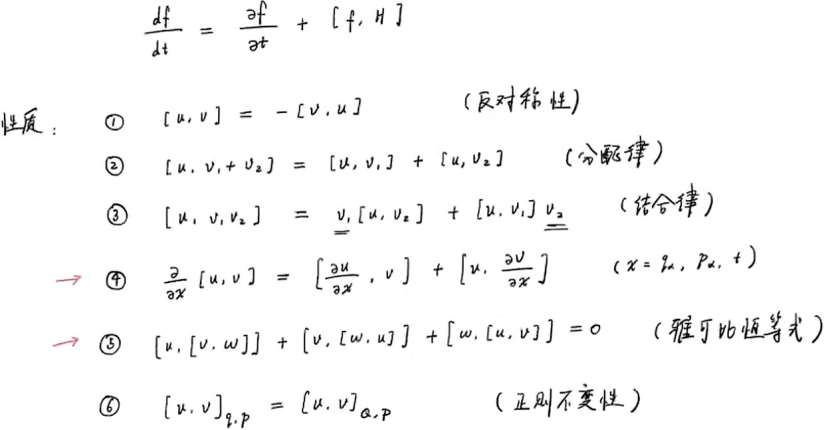 df/dt = ∂f/∂t + [f, H]
性质: ① [u, v] = -[v, u] (反对称性)
② [u, v₁+v₂] = [u, v₁] + [u, v₂] (分配律)
③ [u, v₁v₂] = v₁[u, v₂] + [u, v₁]v₂ (结合律)
→ ④ ∂/∂x [u, v] = [∂u/∂x, v] + [u, ∂v/∂x] (x = qα, pα, t)
→ ⑤ [u, [v, w]] + [v, [w, u]] + [w, [u, v]] = 0 (雅可比恒等式)
⑥ [u, v]q,p = [u, v]Q,P (正则不变性)